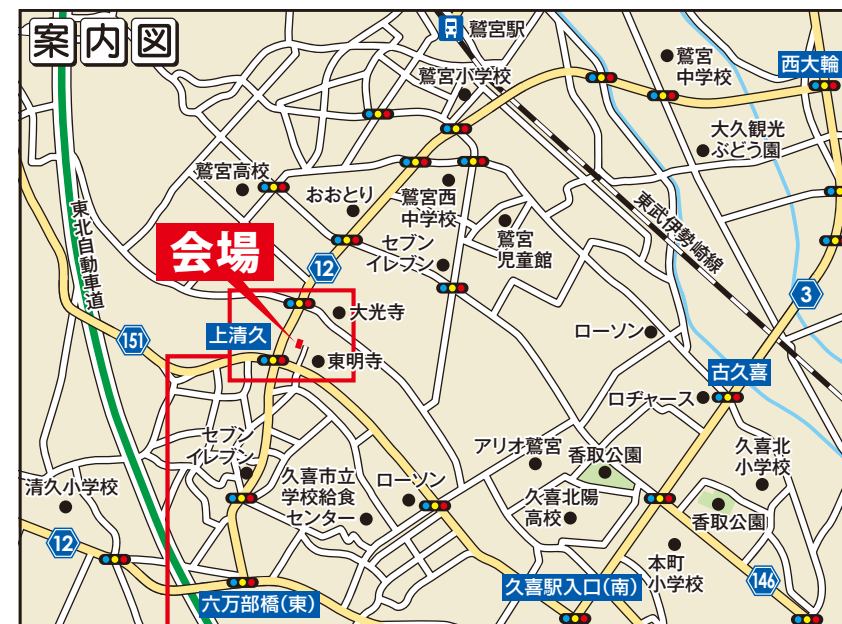 案内図
鷲宮駅
鷲宮小学校
鷲宮
中学校
西大輪
大久観光
ぶどう園
鷲宮高校
おおとり
鷲宮西
中学校
セブン
イレブン
鷲宮
児童館
東武伊勢崎線
東北自動車道
会場
12
3
大光寺
151
上清久
東明寺
ローソン
古久喜
ロヂャース
セブン
イレブン
久喜市立
学校給食
センター
ローソン
アリオ鷲宮
香取公園
久喜北
小学校
清久小学校
久喜北陽
高校
香取公園
12
本町
小学校
146
六万部橋(東)
久喜駅入口(南)